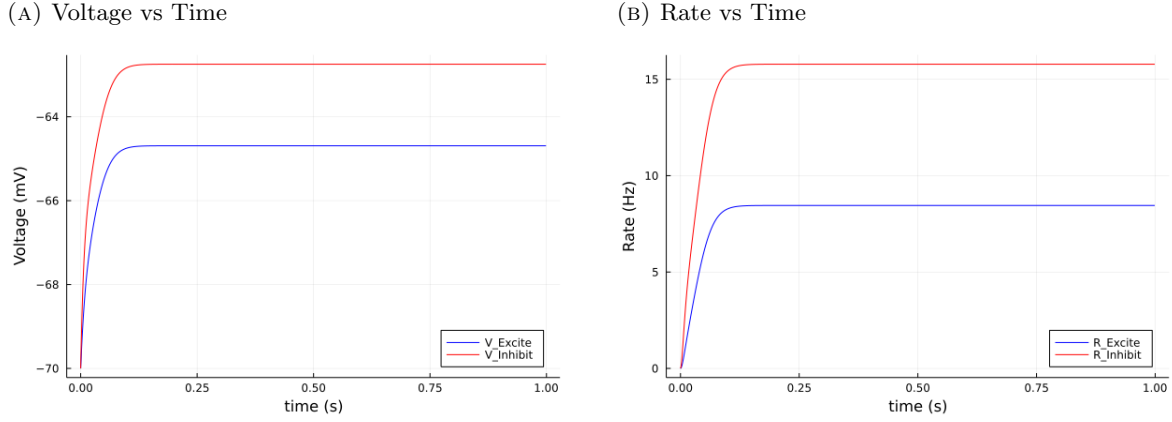 (A) Voltage vs Time
Voltage (mV)
−64
−66
−68
−70
0.00
0.25
0.50
0.75
1.00
time (s)
V_Excite
V_Inhibit
(B) Rate vs Time
Rate (Hz)
15
10
5
0
0.00
0.25
0.50
0.75
1.00
time (s)
R_Excite
R_Inhibit